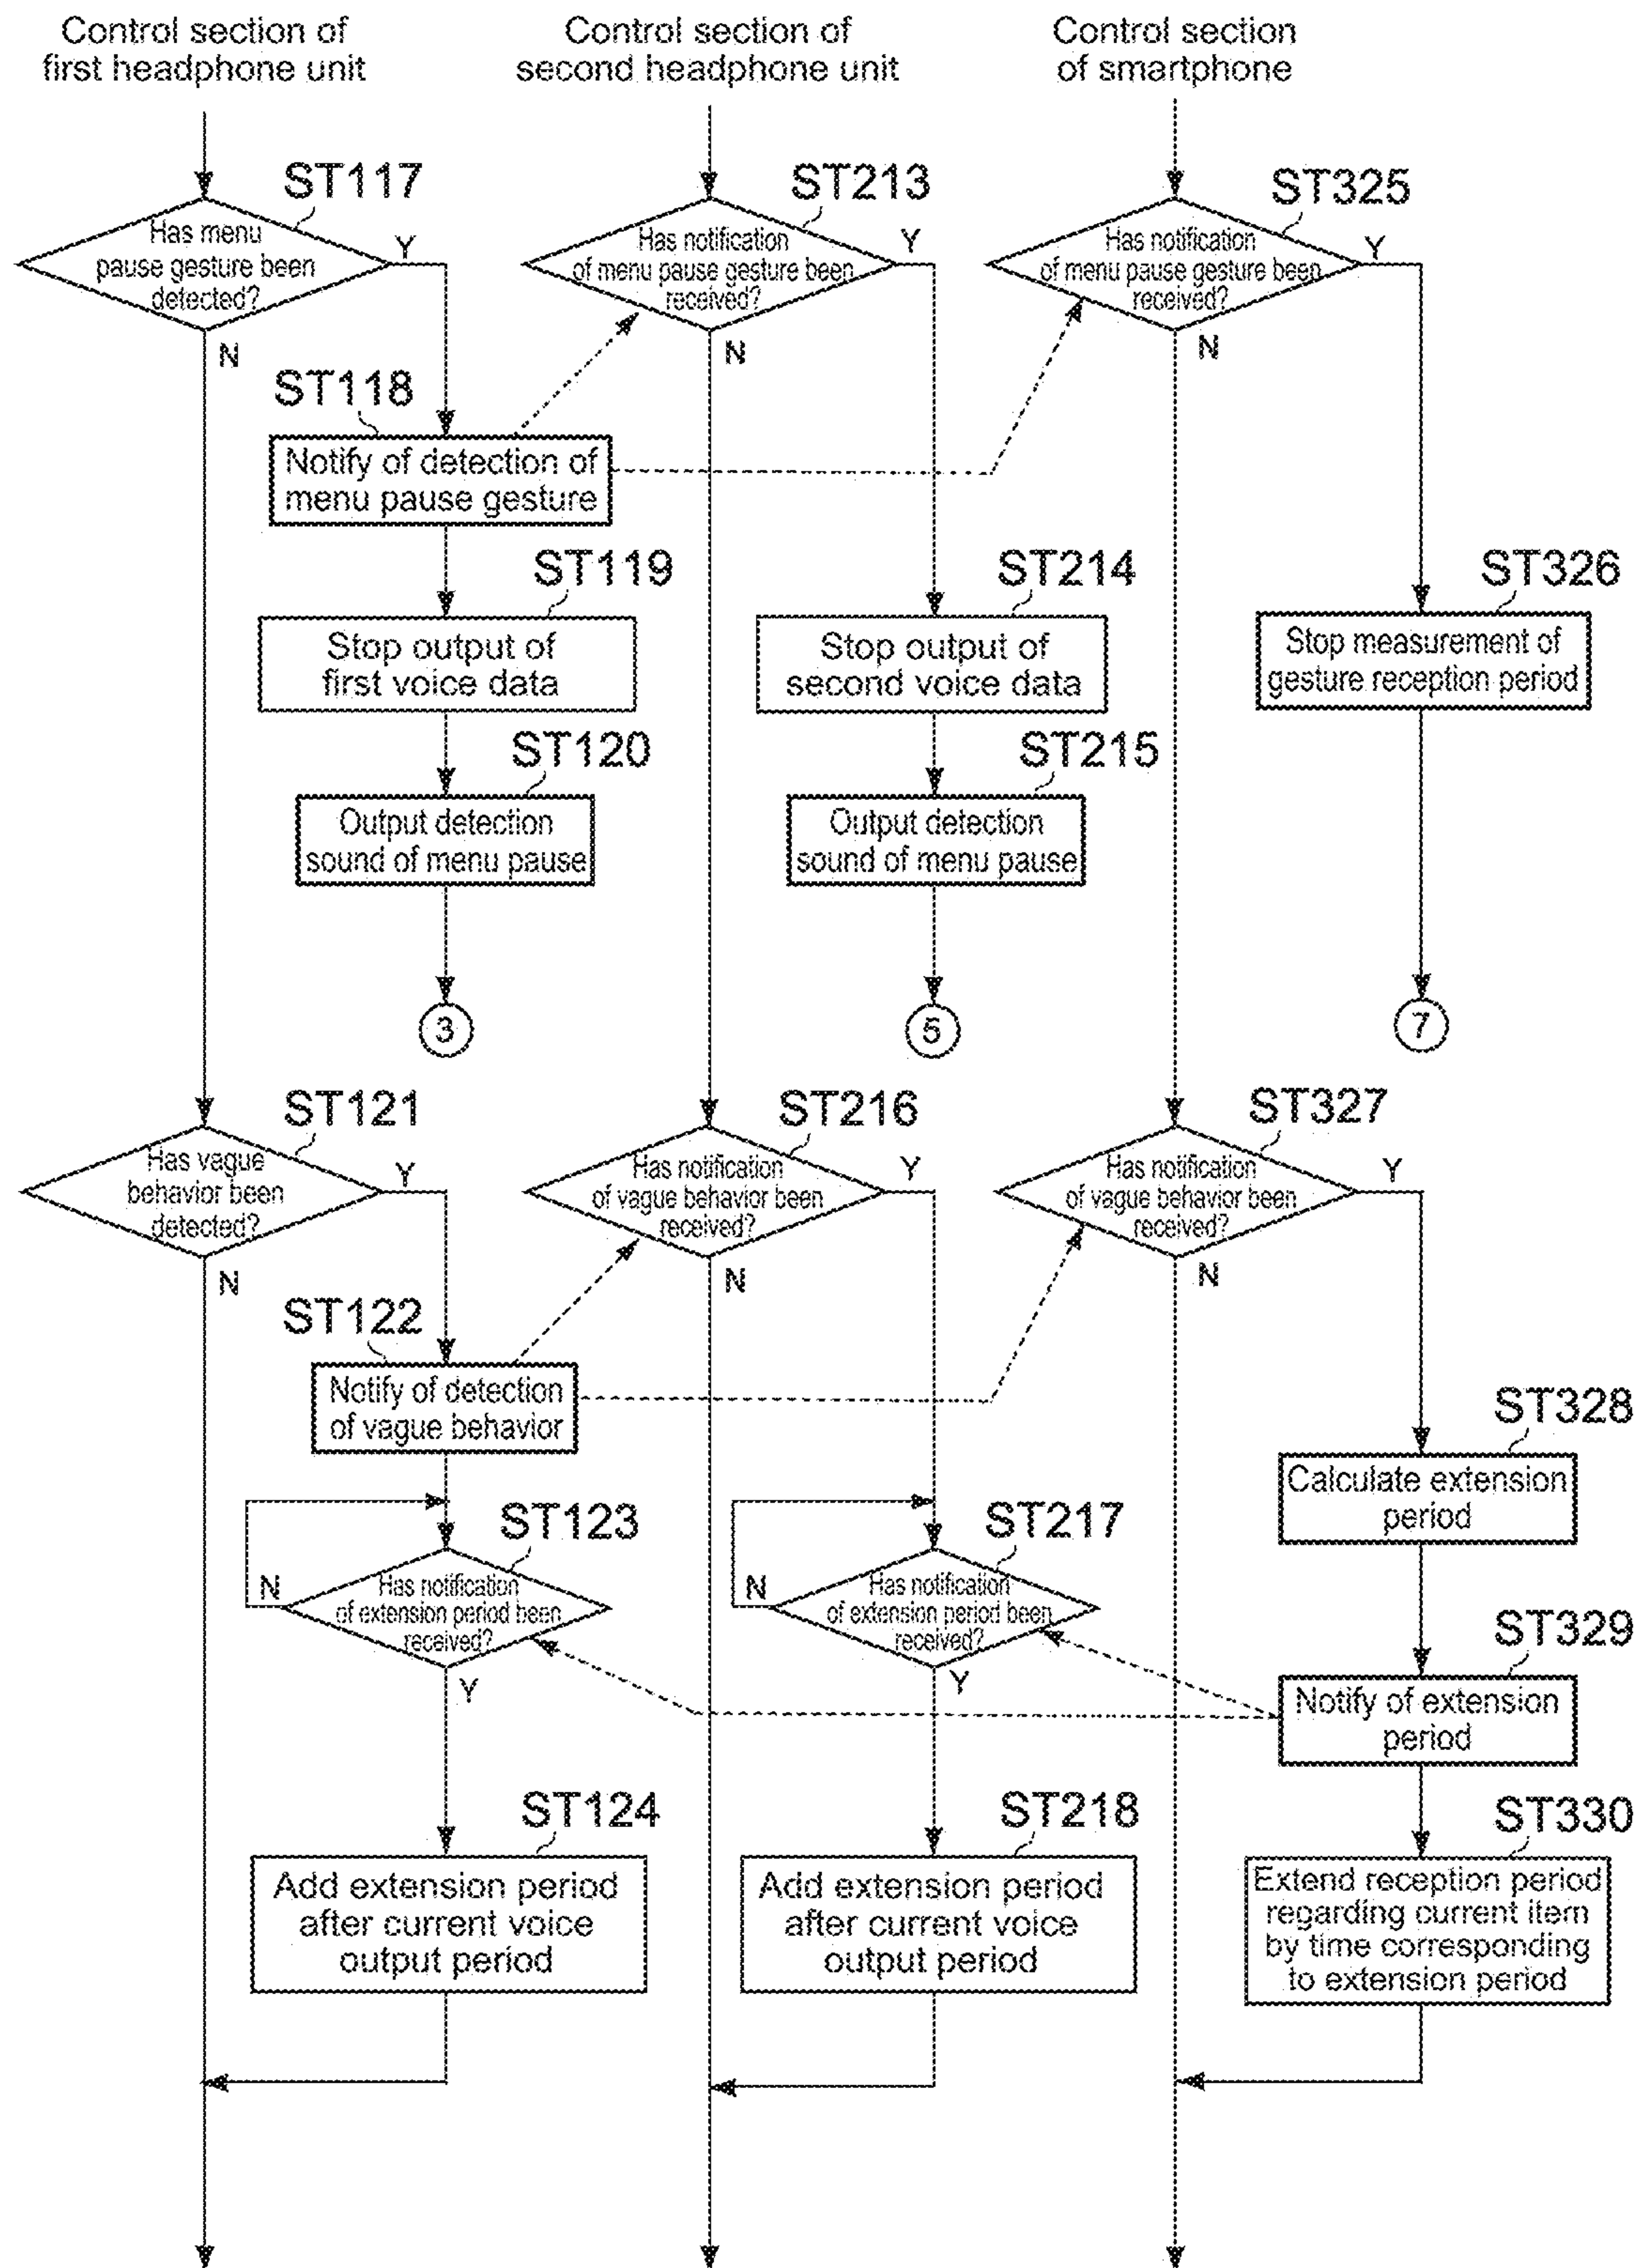 Control section of
first headphone unit
Control section of
second headphone unit
Control section
of smartphone
ST117
Has menu
pause gesture been
detected?
Y
N
ST213
Has notification
of menu pause gesture been
received?
Y
N
ST325
Has notification
of menu pause gesture been
received?
Y
N
ST118
Notify of detection of
menu pause gesture
ST119
Stop output of
first voice data
ST214
Stop output of
second voice data
ST326
Stop measurement of
gesture reception period
ST120
Output detection
sound of menu pause
ST215
Output detection
sound of menu pause
3
5
7
ST121
Has vague
behavior been
detected?
Y
N
ST216
Has notification
of vague behavior been
received?
Y
N
ST327
Has notification
of vague behavior been
received?
Y
N
ST122
Notify of detection
of vague behavior
ST328
Calculate extension
period
ST123
Has notification
of extension period been
received?
N
Y
ST217
Has notification
of extension period been
received?
N
Y
ST329
Notify of extension
period
ST124
Add extension period
after current voice
output period
ST218
Add extension period
after current voice
output period
ST330
Extend reception period
regarding current item
by time corresponding
to extension period